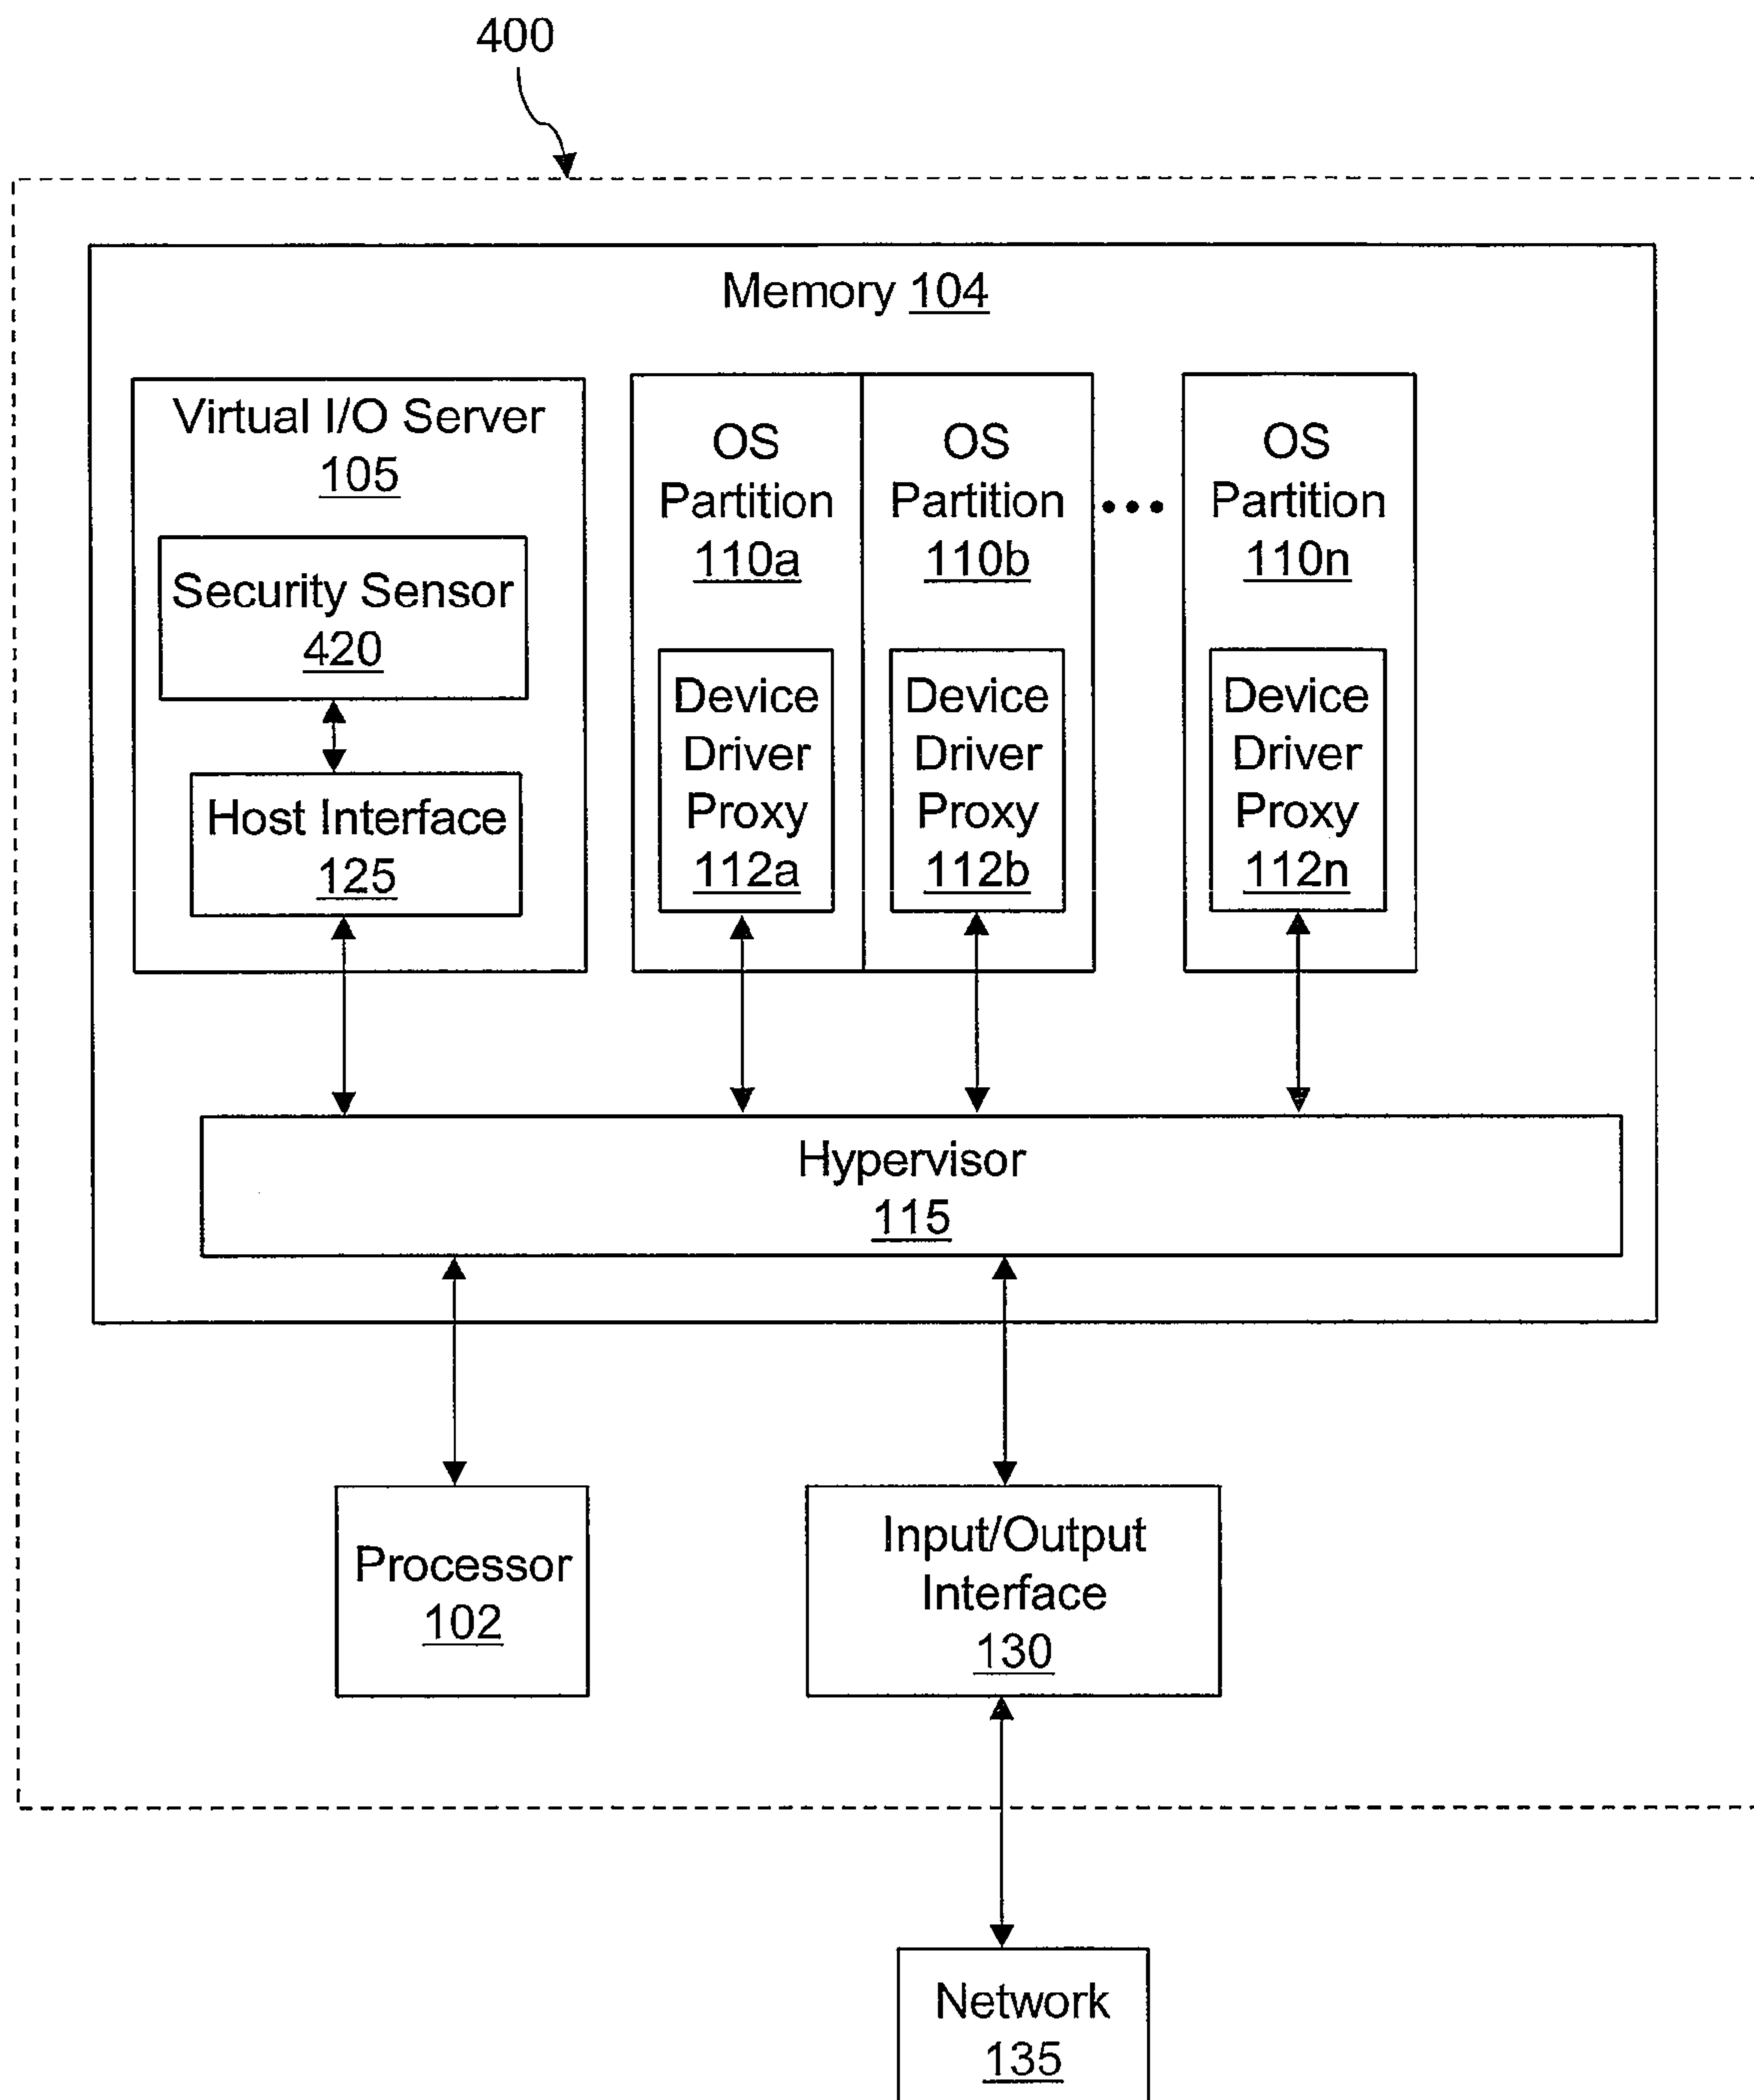 400
Memory 104
Virtual I/O Server
105
Security Sensor
420
Host Interface
125
OS
Partition
110a
Device
Driver
Proxy
112a
OS
Partition
110b
Device
Driver
Proxy
112b
•••
OS
Partition
110n
Device
Driver
Proxy
112n
Hypervisor
115
Processor
102
Input/Output
Interface
130
Network
135